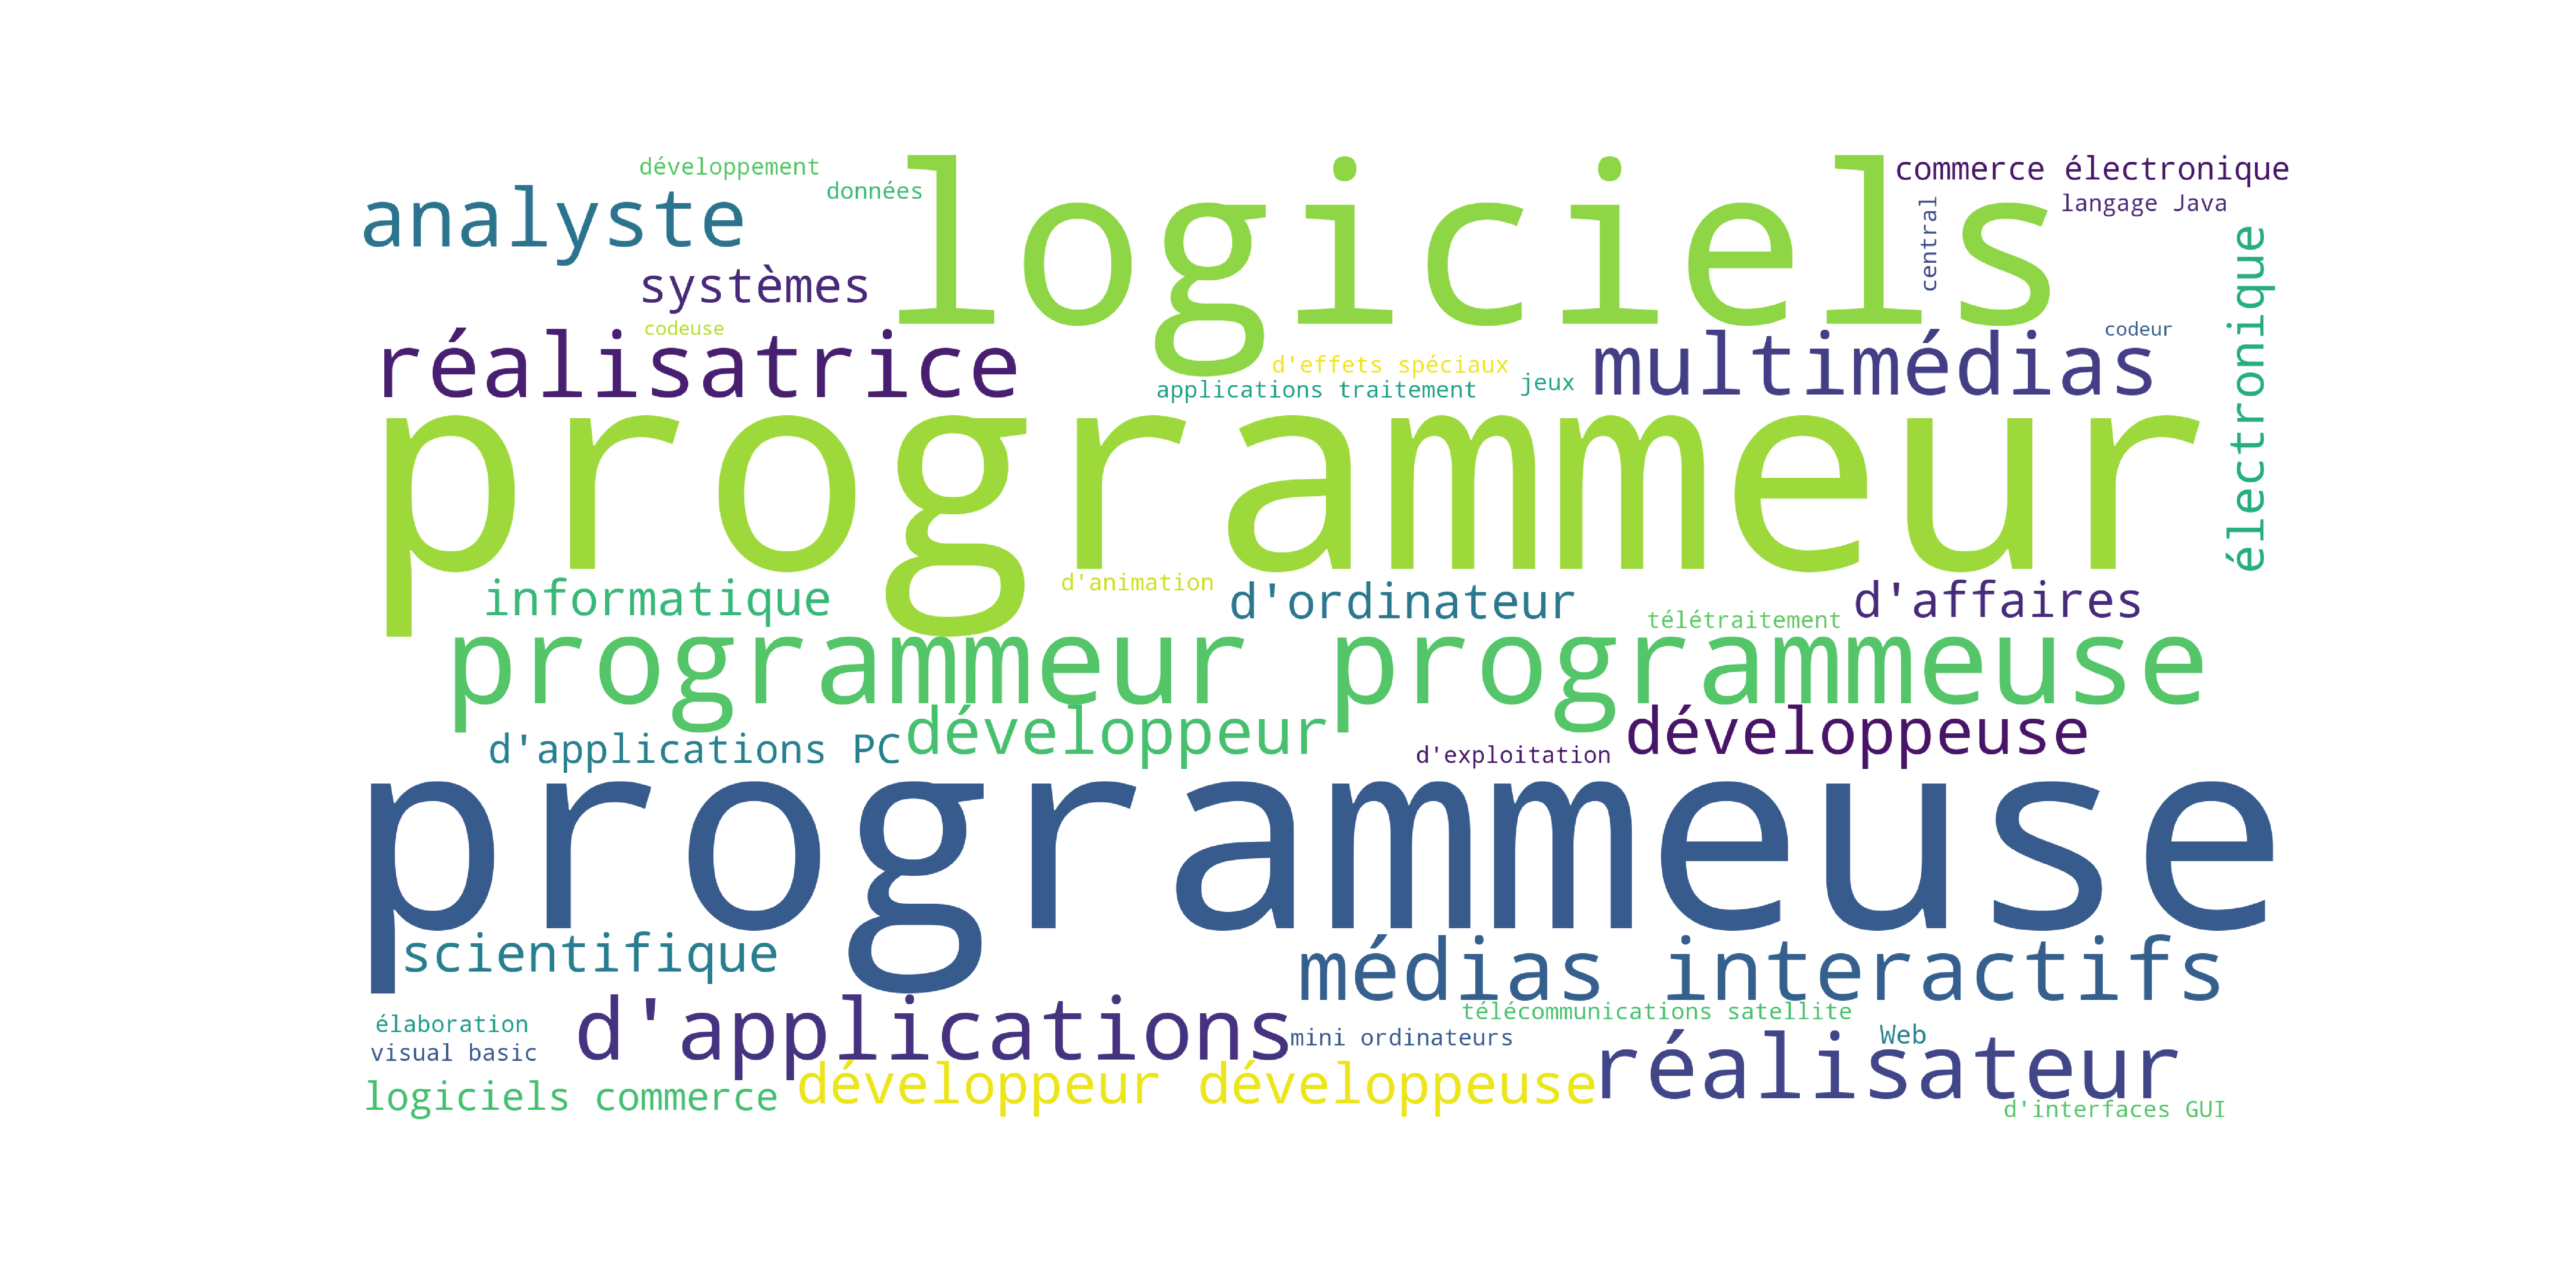 développement
commerce électronique
données
langage Java
analyste
logiciels
central
systèmes
électronique
codeuse
codeur
réalisatrice
d'effets spéciaux
multimédias
applications traitement
jeux
programmeur
informatique
d'animation
d'ordinateur
d'affaires
télétraitement
programmeur programmeuse
d'applications PC
développeur
d'exploitation
développeuse
programmeuse
scientifique
médias interactifs
télécommunications satellite
élaboration
d'applications
mini ordinateurs
Web
visual basic
réalisateur
logiciels commerce
développeur développeuse
d'interfaces GUI